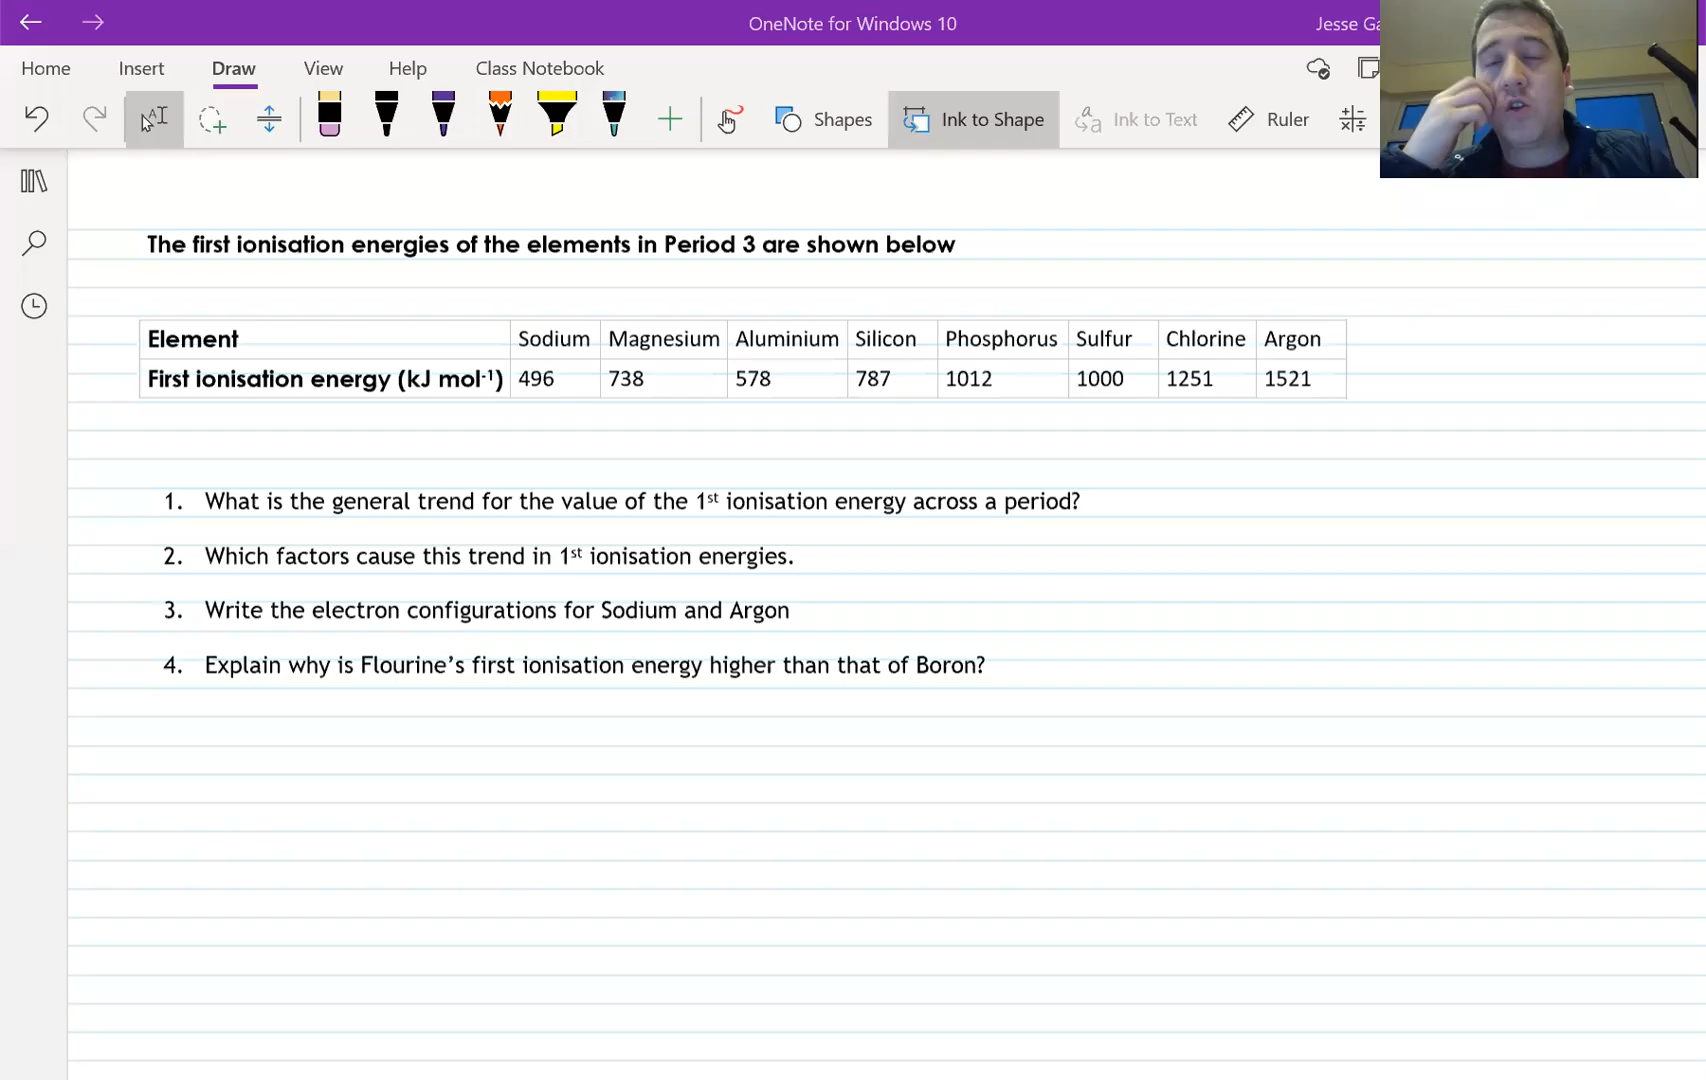 OneNote for Windows 10
Jesse Ga
Home Insert Draw View Help Class Notebook
Shapes Ink to Shape Ink to Text Ruler
The first ionisation energies of the elements in Period 3 are shown below
Element Sodium Magnesium Aluminium Silicon Phosphorus Sulfur Chlorine Argon
First ionisation energy (kJ mol⁻¹) 496 738 578 787 1012 1000 1251 1521
1. What is the general trend for the value of the 1ˢᵗ ionisation energy across a period?
2. Which factors cause this trend in 1ˢᵗ ionisation energies.
3. Write the electron configurations for Sodium and Argon
4. Explain why is Flourine’s first ionisation energy higher than that of Boron?